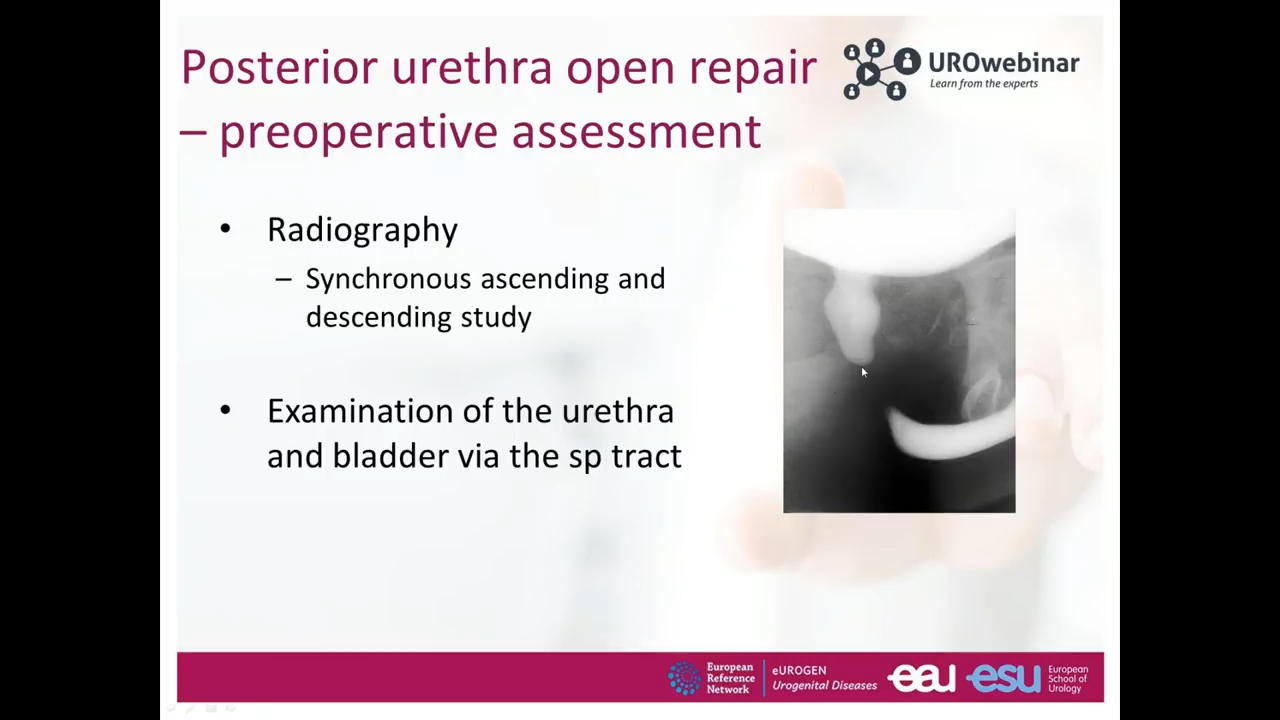 Posterior urethra open repair
– preoperative assessment
UROwebinar
Learn from the experts
• Radiography
– Synchronous ascending and
descending study
• Examination of the urethra
and bladder via the sp tract
European
Reference
Network
eUROGEN
Urogenital Diseases
eau
esu
European
School of
Urology